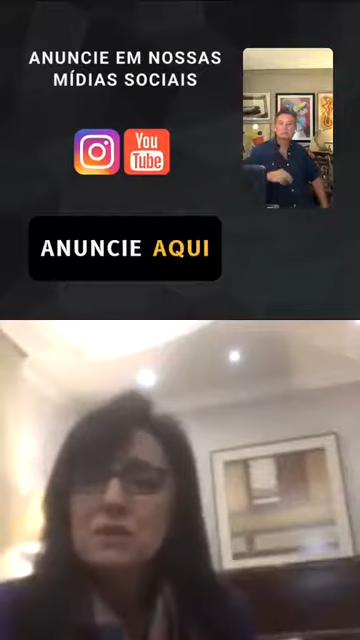 ANUNCIE EM NOSSAS
MÍDIAS SOCIAIS
You
Tube
ANUNCIE AQUI